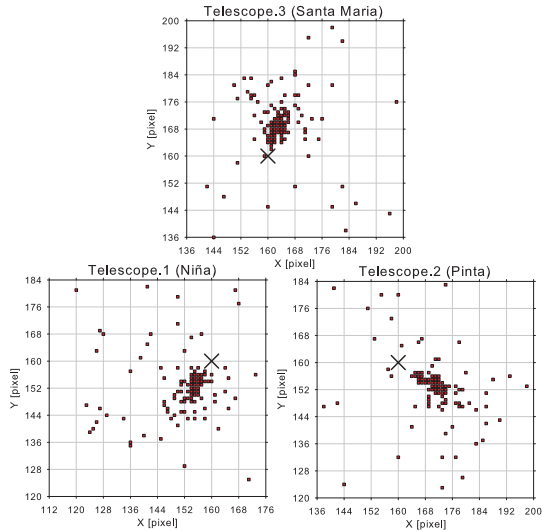 Telescope.3 (Santa Maria)
200
192
184
176
168
160
152
144
136
Y [pixel]
136 144 152 160 168 176 184 192 200
X [pixel]
Telescope.1 (Niña)
184
176
168
160
152
144
136
128
120
Y [pixel]
112 120 128 136 144 152 160 168 176
X [pixel]
Telescope.2 (Pinta)
184
176
168
160
152
144
136
128
120
Y [pixel]
136 144 152 160 168 176 184 192 200
X [pixel]